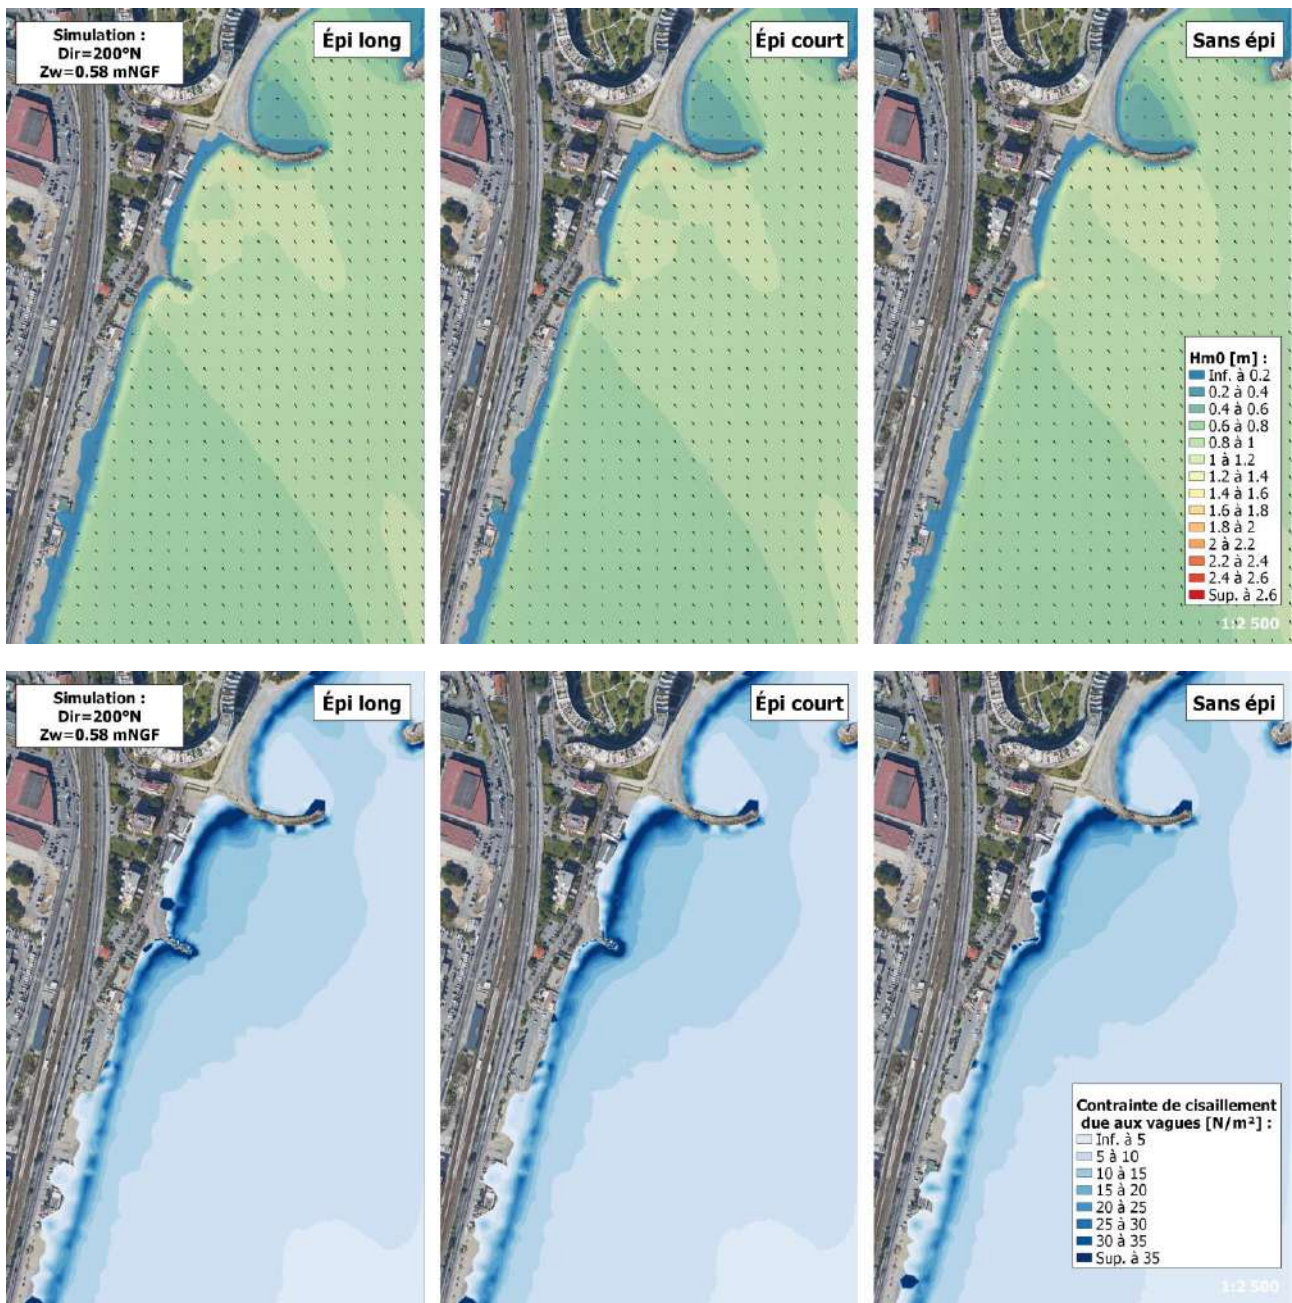 Simulation :
Dir=200°N
Zw=0.58 mNGF
Épi long
Épi court
Sans épi
Hm0 [m] :
Inf. à 0.2
0.2 à 0.4
0.4 à 0.6
0.6 à 0.8
0.8 à 1
1 à 1.2
1.2 à 1.4
1.4 à 1.6
1.6 à 1.8
1.8 à 2
2 à 2.2
2.2 à 2.4
2.4 à 2.6
Sup. à 2.6
1:2 500
Simulation :
Dir=200°N
Zw=0.58 mNGF
Épi long
Épi court
Sans épi
Contrainte de cisaillement
due aux vagues [N/m²] :
Inf. à 5
5 à 10
10 à 15
15 à 20
20 à 25
25 à 30
30 à 35
Sup. à 35
1:2 500